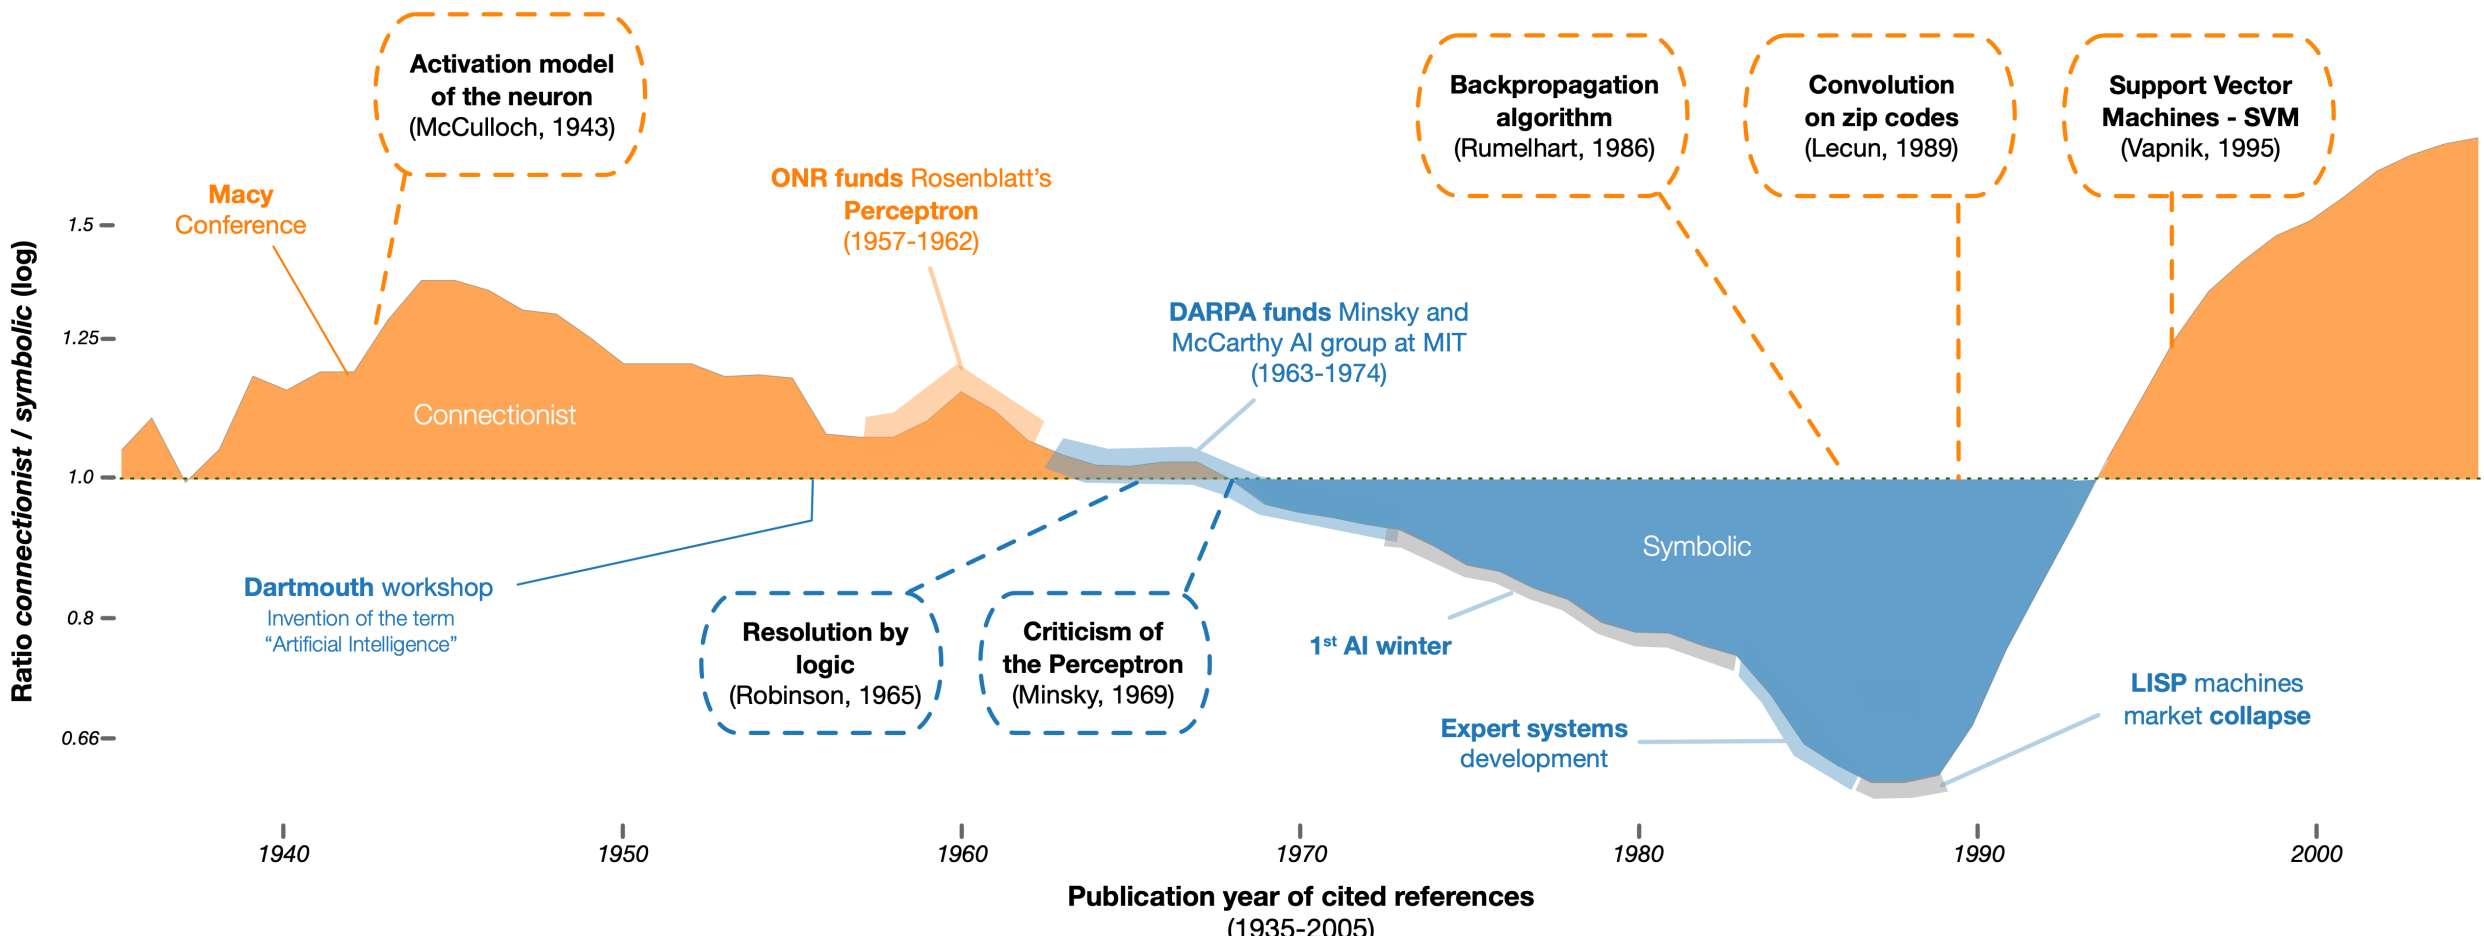 Activation model
of the neuron
(McCulloch, 1943)
Macy
Conference
ONR funds Rosenblatt's
Perceptron
(1957-1962)
DARPA funds Minsky and
McCarthy AI group at MIT
(1963-1974)
Backpropagation
algorithm
(Rumelhart, 1986)
Convolution
on zip codes
(Lecun, 1989)
Support Vector
Machines - SVM
(Vapnik, 1995)
Ratio connectionist / symbolic (log)
1.5
1.25
1.0
0.8
0.66
Connectionist
Symbolic
Dartmouth workshop
Invention of the term
“Artificial Intelligence”
Resolution by
logic
(Robinson, 1965)
Criticism of
the Perceptron
(Minsky, 1969)
1st AI winter
Expert systems
development
LISP machines
market collapse
1940
1950
1960
1970
1980
1990
2000
Publication year of cited references
(1935-2005)